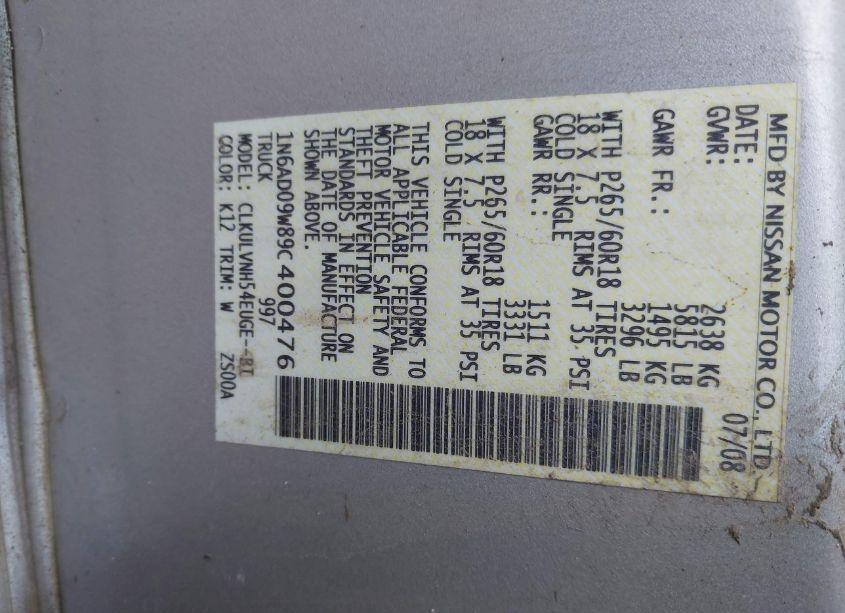 MFD BY NISSAN MOTOR CO., LTD
DATE: 07/08
GVWR: 2638 KG
5815 LB
GAWR FR.: 1495 KG
3296 LB
WITH P265/60R18 TIRES
18 X 7.5 RIMS AT 35 PSI
COLD SINGLE
GAWR RR.: 1511 KG
3331 LB
WITH P265/60R18 TIRES
18 X 7.5 RIMS AT 35 PSI
COLD SINGLE
THIS VEHICLE CONFORMS TO
ALL APPLICABLE FEDERAL
MOTOR VEHICLE SAFETY AND
THEFT PREVENTION
STANDARDS IN EFFECT ON
THE DATE OF MANUFACTURE
SHOWN ABOVE.
1N6AD09W89C400476
TRUCK 997
MODEL: CLKULVNH54EUGE-
COLOR: K12 TRIM: W ZS00A